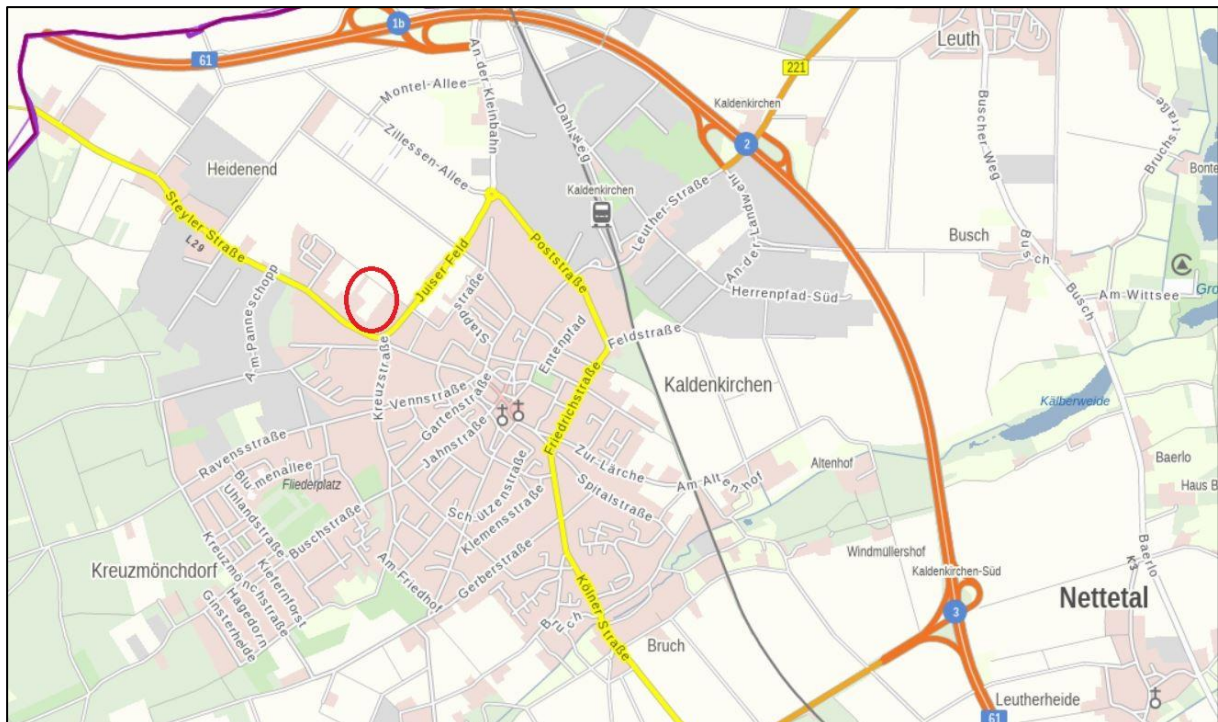 1b
61
An der Kleinbahn
Montel-Allee
Zillessen-Allee
Dahlweg
221
Leuth
Buscher-Weg
Bruchstraße
Kaldenkirchen
2
Heidenend
Kaldenkirchen
Leuther-Straße
An der Landwehr
Steyler Straße
L29
Juiser Feld
Poststraße
Busch
Busch
Busch
Am Wittsee
Herrenpfad-Süd
Am-Panneschopp
Stappstraße
Entenpfad
Feldstraße
Kreuzstraße
Vennstraße
Gartenstraße
Jahnstraße
Friedrichstraße
Kaldenkirchen
Kälberweide
Ravensstraße
Blumenallee
Fliederplatz
Uhlandstraße
Buschstraße
Schützenstraße
Klemensstraße
Zur-Lärche
Spitalstraße
Am Altenhof
Altenhof
Baerlo
Haus B
Kreuzmönchdorf
Kreuzmönchstraße
Kiefernforst
Hagedorn
Ginsterheide
Am-Friedhof
Gerberstraße
Windmüllershof
Kaldenkirchen-Süd
3
Baerlo
K3
Nettetal
Kölner Straße
Bruch
Bruch
Leutherheide
61